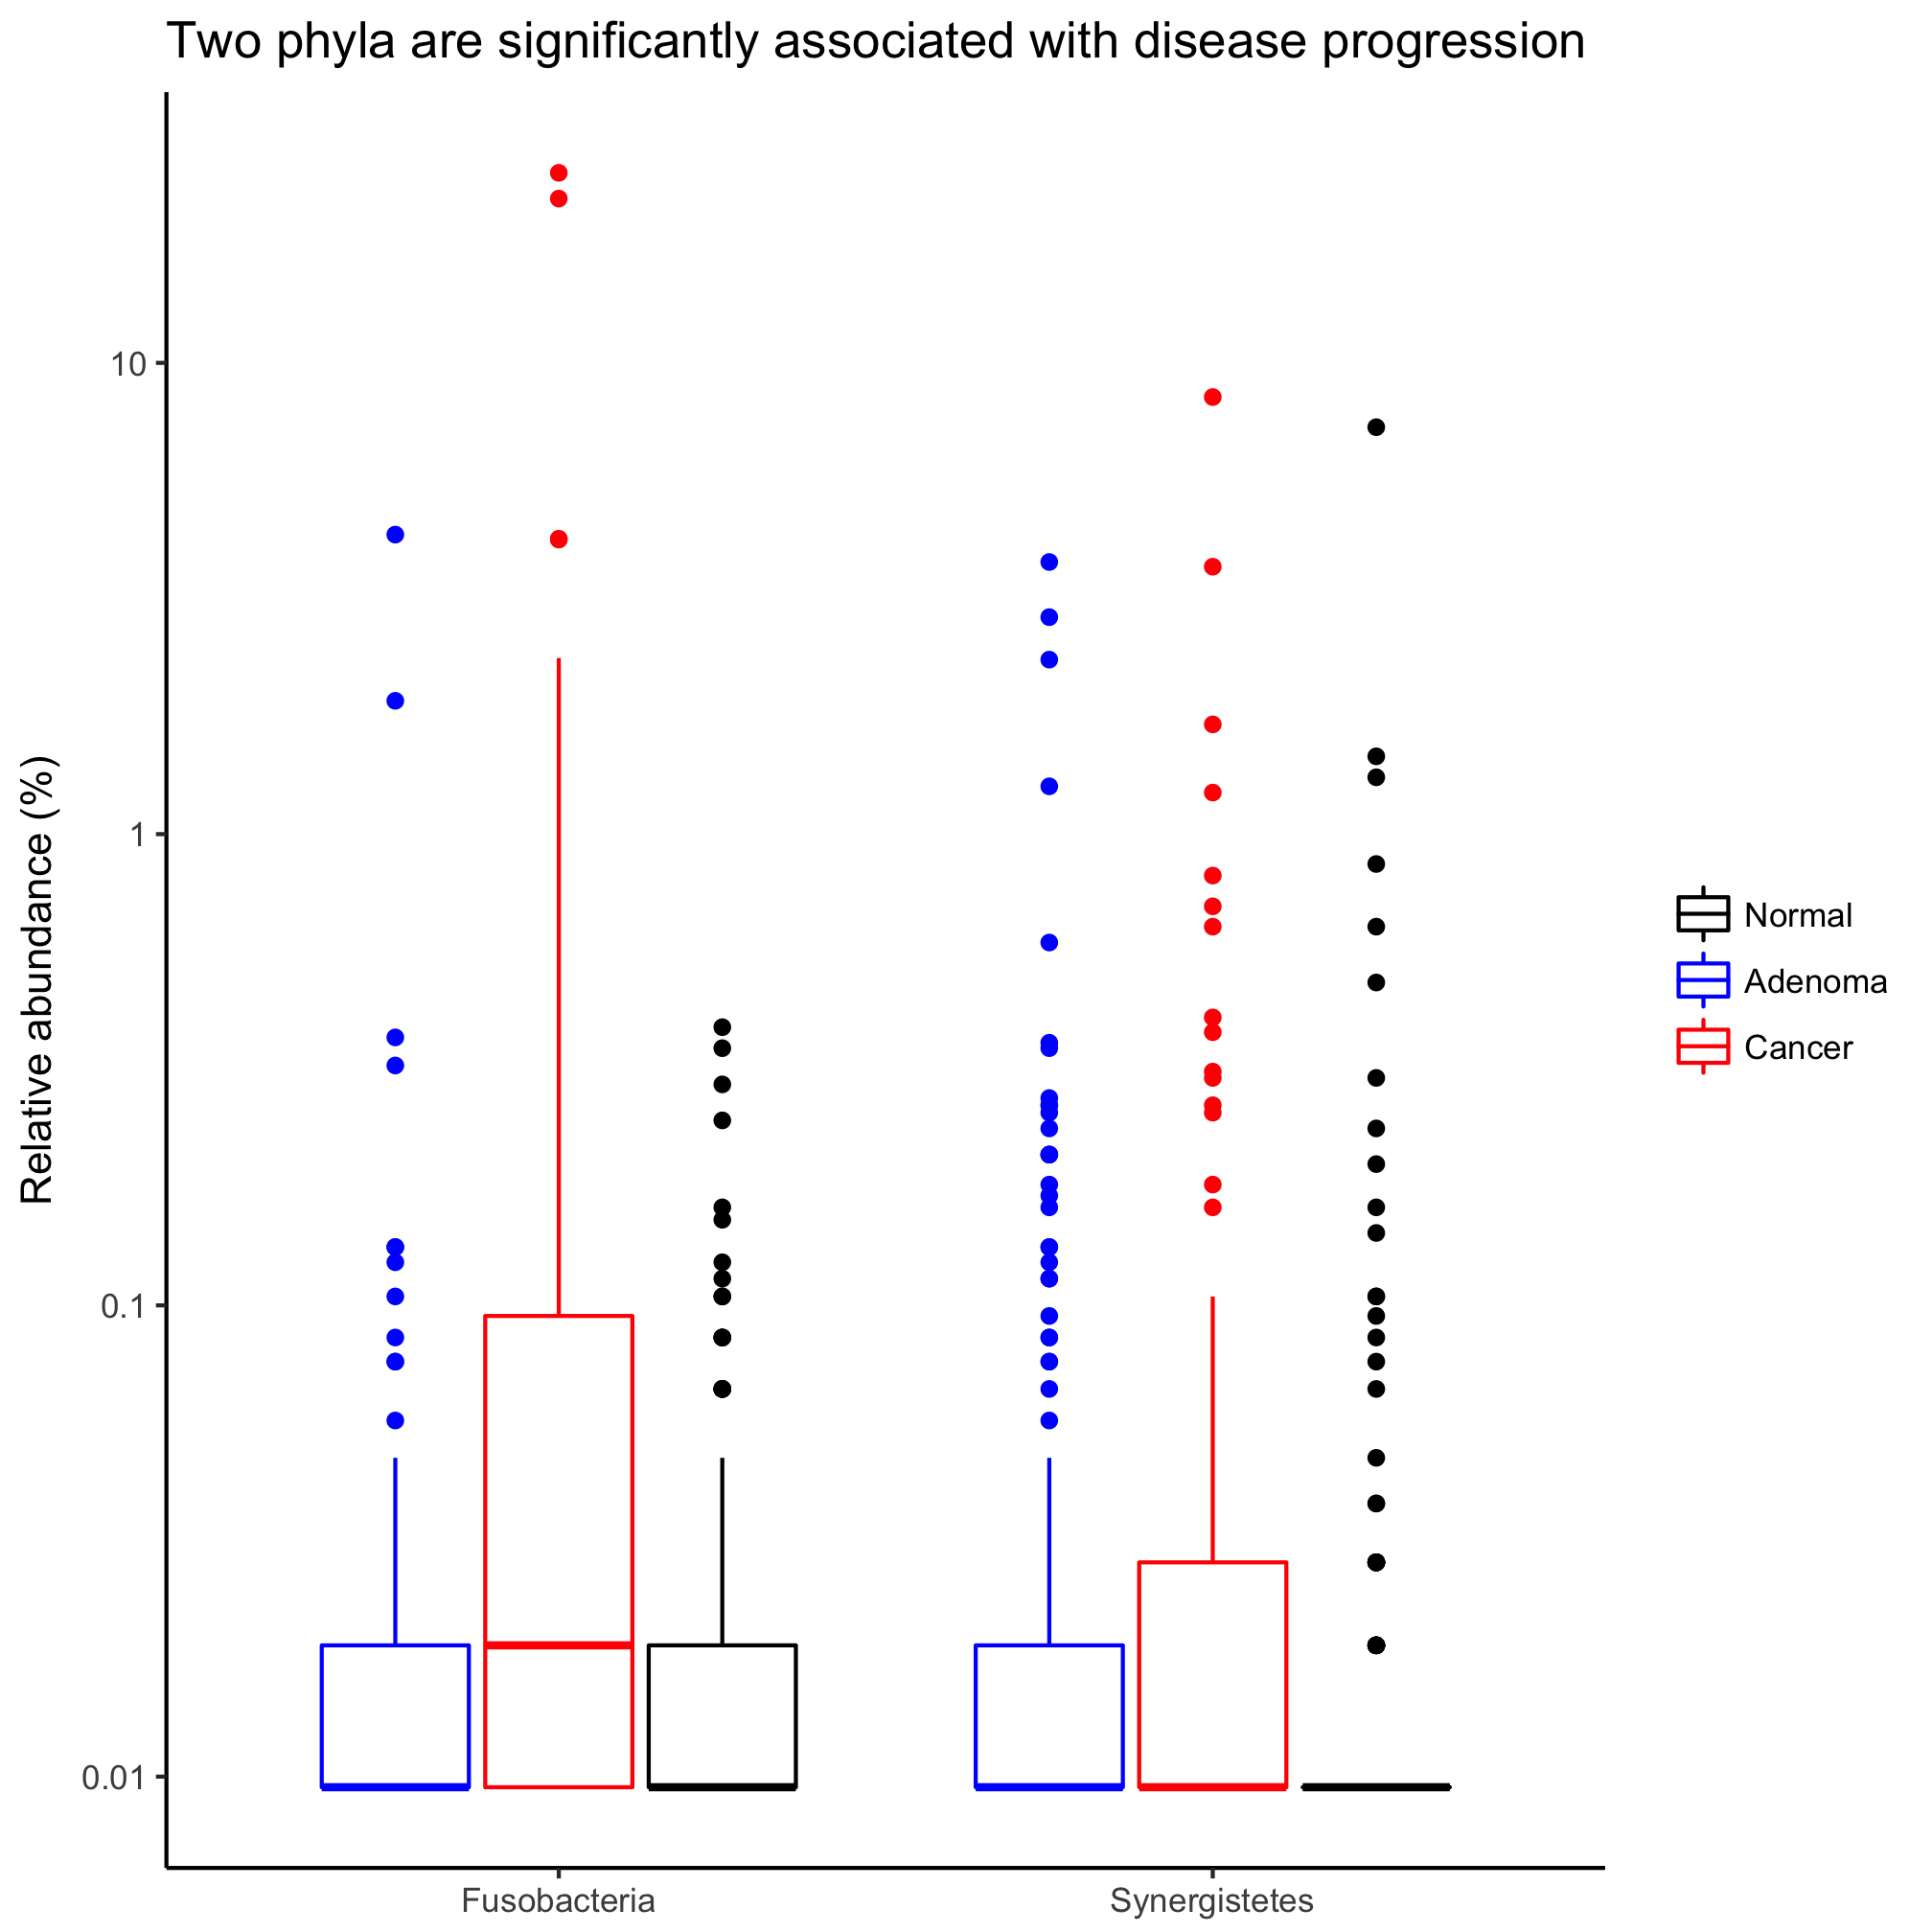 Two phyla are significantly associated with disease progression
Relative abundance (%)
10
1
0.1
0.01
Fusobacteria
Synergistetes
Normal
Adenoma
Cancer